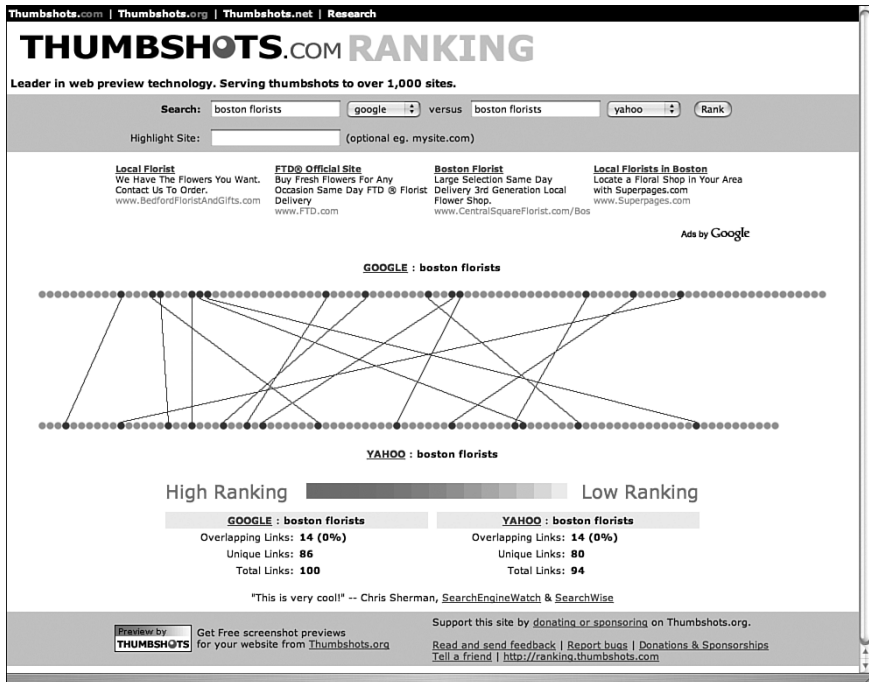 Thumbshots.com | Thumbshots.org | Thumbshots.net | Research
THUMBSHOTS.COM RANKING
Leader in web preview technology. Serving thumbshots to over 1,000 sites.
Search: boston florists google versus boston florists yahoo Rank
Highlight Site: (optional eg. mysite.com)
Local Florist
We Have The Flowers You Want.
Contact Us To Order.
www.BedfordFloristAndGifts.com
FTD® Official Site
Buy Fresh Flowers For Any
Occasion Same Day FTD ® Florist
Delivery
www.FTD.com
Boston Florist
Large Selection Same Day
Delivery 3rd Generation Local
Flower Shop.
www.CentralSquareFlorist.com/Bos
Local Florists in Boston
Locate a Floral Shop in Your Area
with Superpages.com
www.Superpages.com
Ads by Google
GOOGLE : boston florists
YAHOO : boston florists
High Ranking Low Ranking
GOOGLE : boston florists
Overlapping Links: 14 (0%)
Unique Links: 86
Total Links: 100
YAHOO : boston florists
Overlapping Links: 14 (0%)
Unique Links: 80
Total Links: 94
"This is very cool!" -- Chris Sherman, SearchEngineWatch & SearchWise
Preview by
THUMBSHOTS
Get Free screenshot previews
for your website from Thumbshots.org
Support this site by donating or sponsoring on Thumbshots.org.
Read and send feedback | Report bugs | Donations & Sponsorships
Tell a friend | http://ranking.thumbshots.com